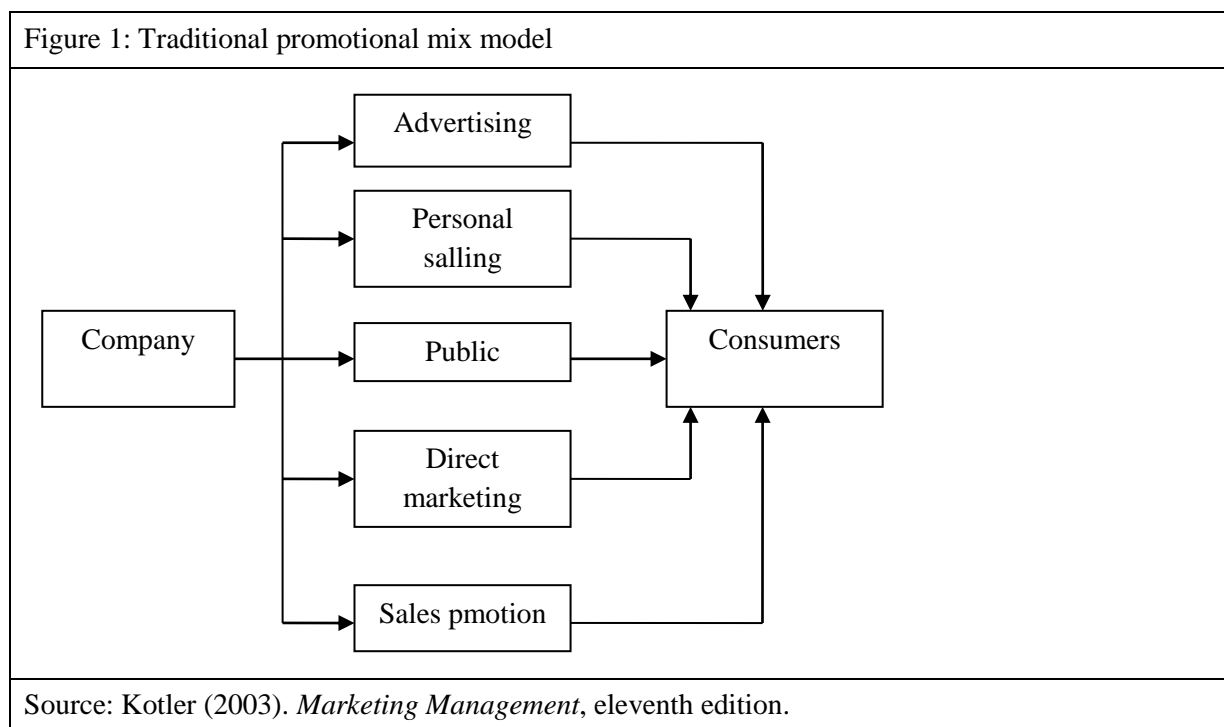 Figure 1: Traditional promotional mix model
Advertising
Personal
salling
Company
Public
Consumers
Direct
marketing
Sales pmotion
Source: Kotler (2003). Marketing Management, eleventh edition.